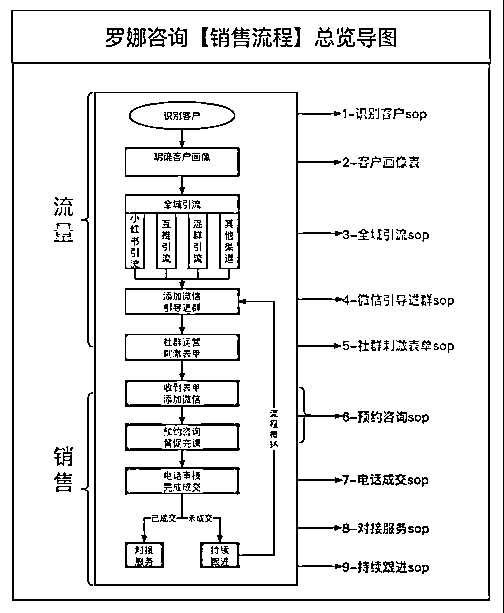 罗娜咨询【销售流程】总览导图
流量
销售
识别客户
明确客户画像
全域引流
小红书引流
互推引流
混群引流
其他渠道
添加微信
引导进群
社群运营
刺激表单
收到表单
添加微信
预约咨询
督促完课
电话审核
完成成交
已成交
未成交
对接
服务
持续
跟进
1-识别客户sop
2-客户画像表
3-全域引流sop
4-微信引导进群sop
5-社群刺激表单sop
6-预约咨询sop
7-电话成交sop
8-对接服务sop
9-持续跟进sop